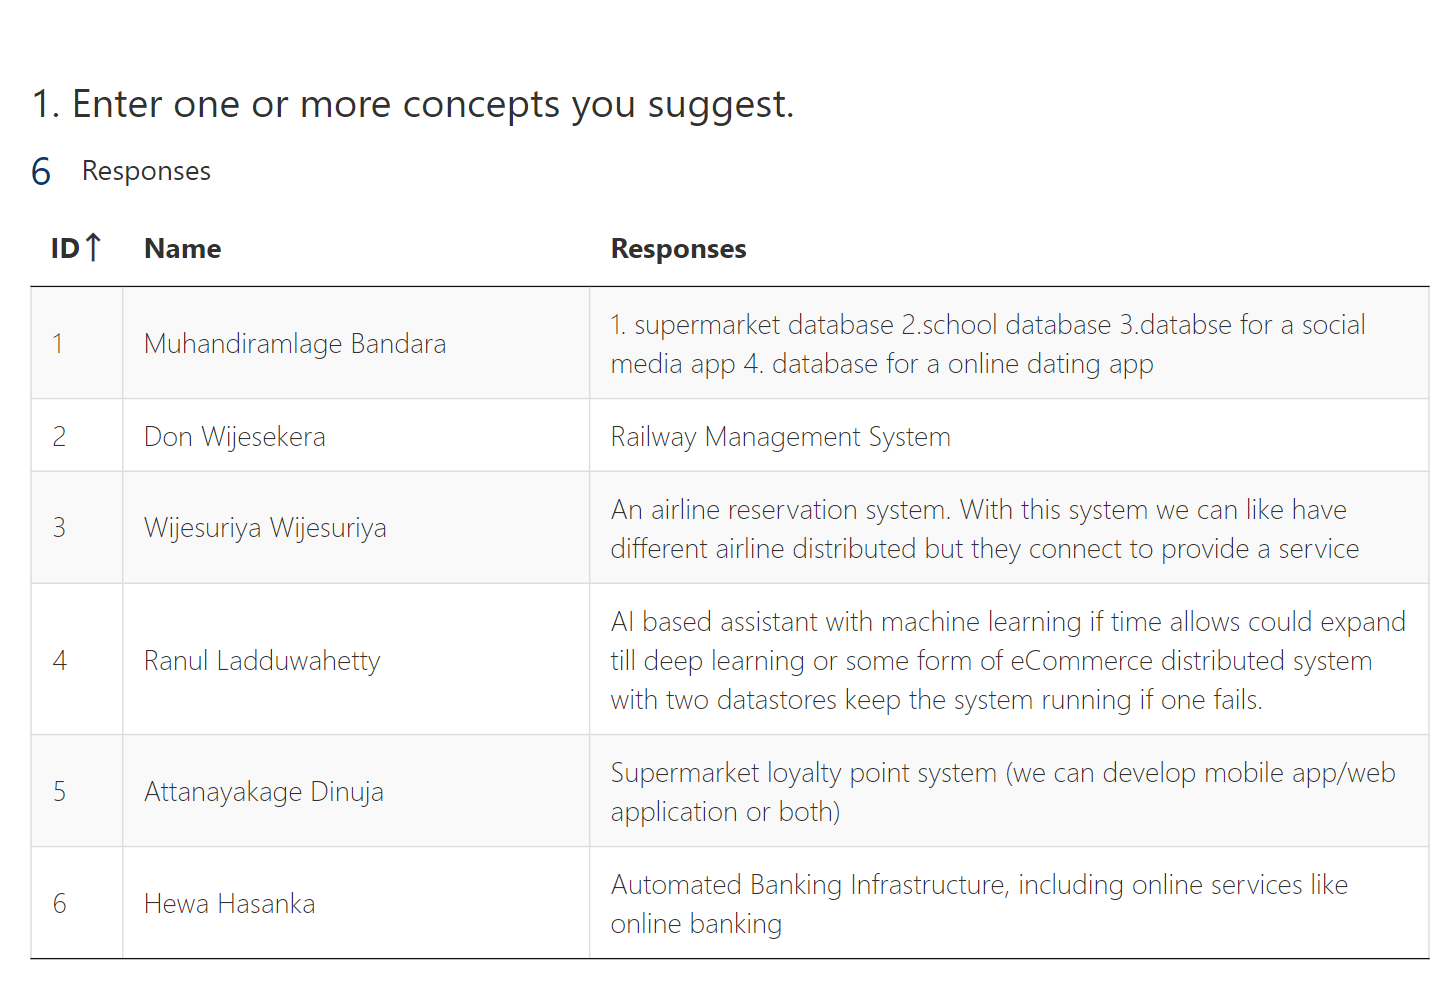 1. Enter one or more concepts you suggest.
6 Responses
ID↑ Name Responses
1 Muhandiramlage Bandara 1. supermarket database 2.school database 3.databse for a social
media app 4. database for a online dating app
2 Don Wijesekera Railway Management System
3 Wijesuriya Wijesuriya An airline reservation system. With this system we can like have
different airline distributed but they connect to provide a service
4 Ranul Ladduwahetty AI based assistant with machine learning if time allows could expand
till deep learning or some form of eCommerce distributed system
with two datastores keep the system running if one fails.
5 Attanayakage Dinuja Supermarket loyalty point system (we can develop mobile app/web
application or both)
6 Hewa Hasanka Automated Banking Infrastructure, including online services like
online banking